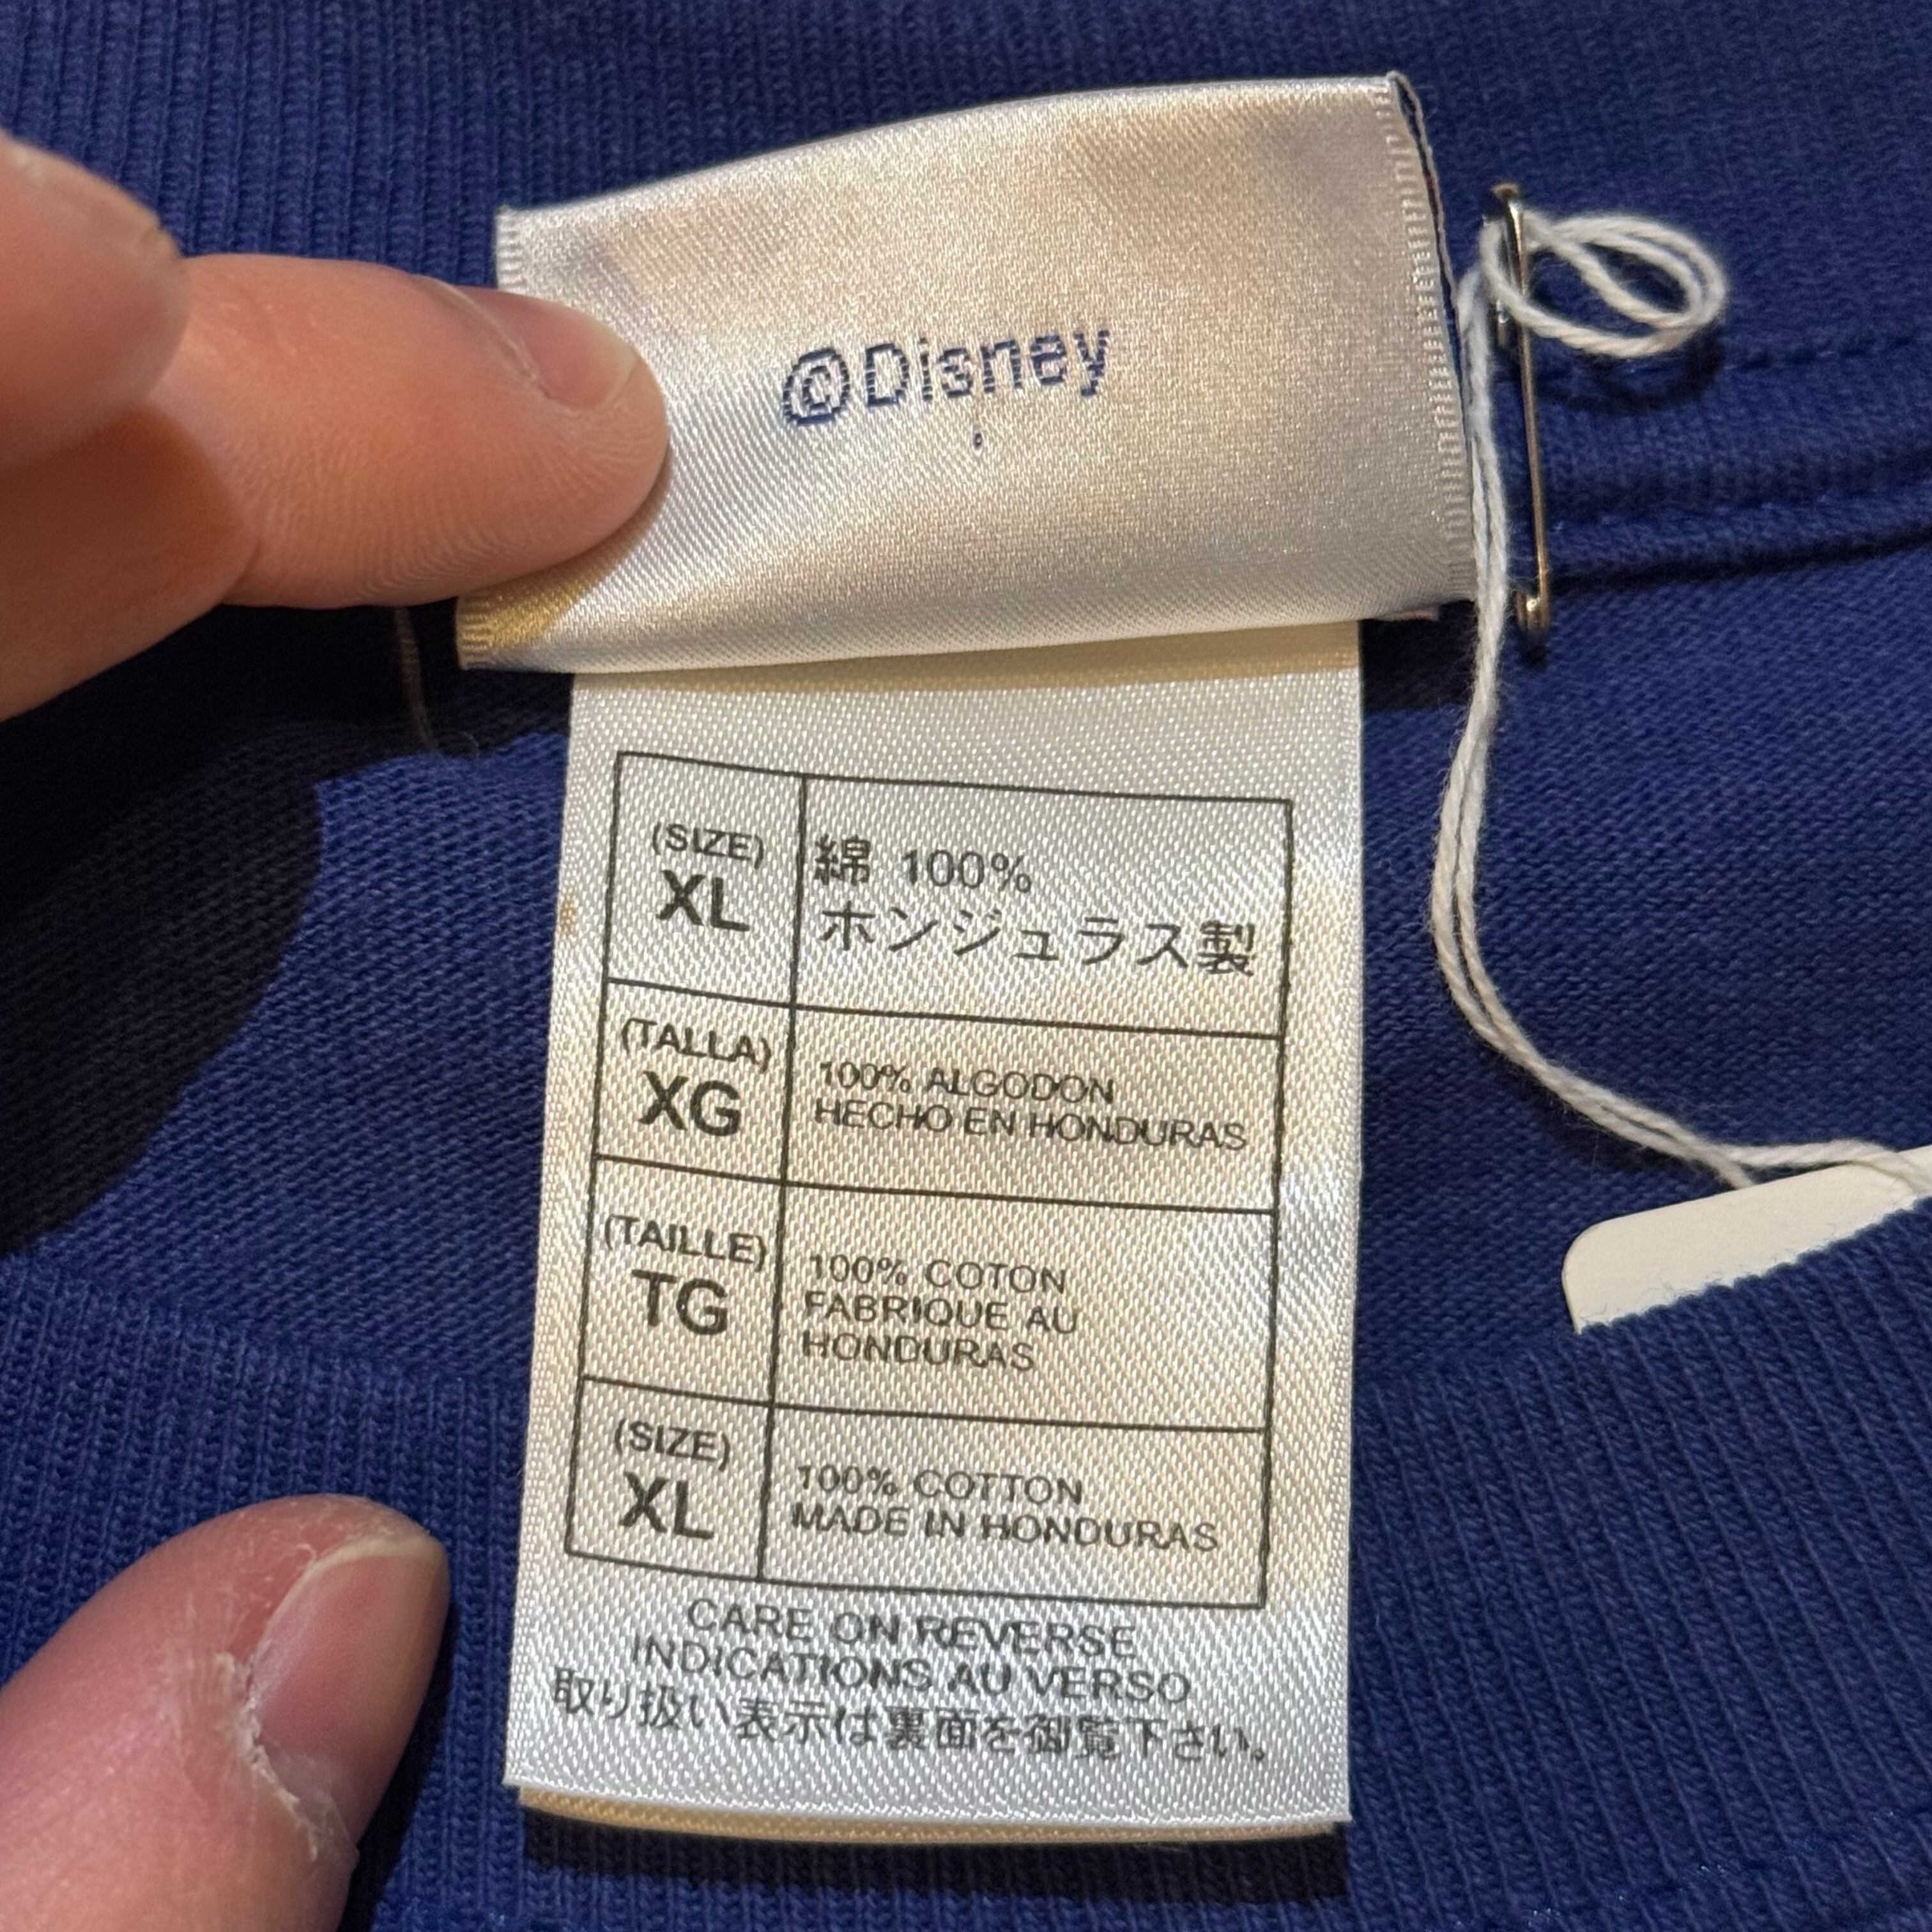 ©Disney
(SIZE)
XL
綿 100%
ホンジュラス製
(TALLA)
XG
100% ALGODON
HECHO EN HONDURAS
(TAILLE)
TG
100% COTON
FABRIQUE AU
HONDURAS
(SIZE)
XL
100% COTTON
MADE IN HONDURAS
CARE ON REVERSE
INDICATIONS AU VERSO
取り扱い表示は裏面を御覧下さい。